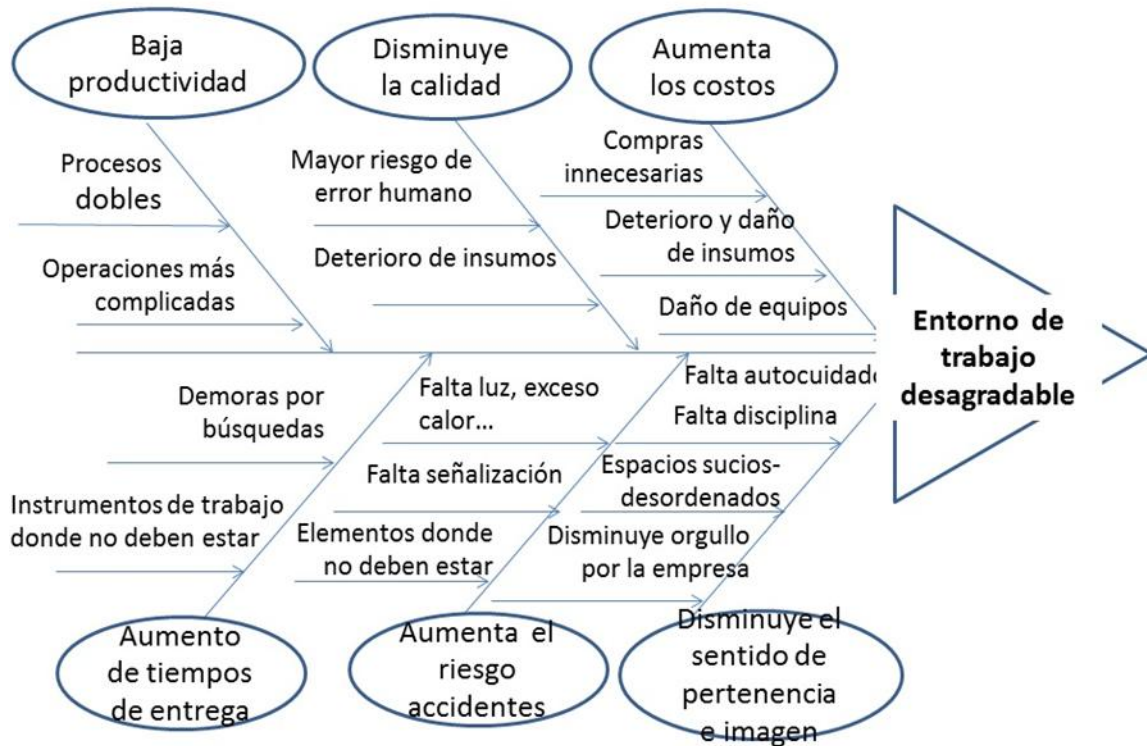 Baja
productividad
Disminuye
la calidad
Aumenta
los costos
Procesos
dobles
Operaciones más
complicadas
Mayor riesgo de
error humano
Deterioro de insumos
Compras
innecesarias
Deterioro y daño
de insumos
Daño de equipos
Entorno de
trabajo
desagradable
Demoras por
búsquedas
Instrumentos de trabajo
donde no deben estar
Falta luz, exceso
calor...
Falta señalización
Elementos donde
no deben estar
Falta autocuidado
Falta disciplina
Espacios sucios-
desordenados
Disminuye orgullo
por la empresa
Aumento
de tiempos
de entrega
Aumenta el
riesgo
accidentes
Disminuye el
sentido de
pertenencia
e imagen